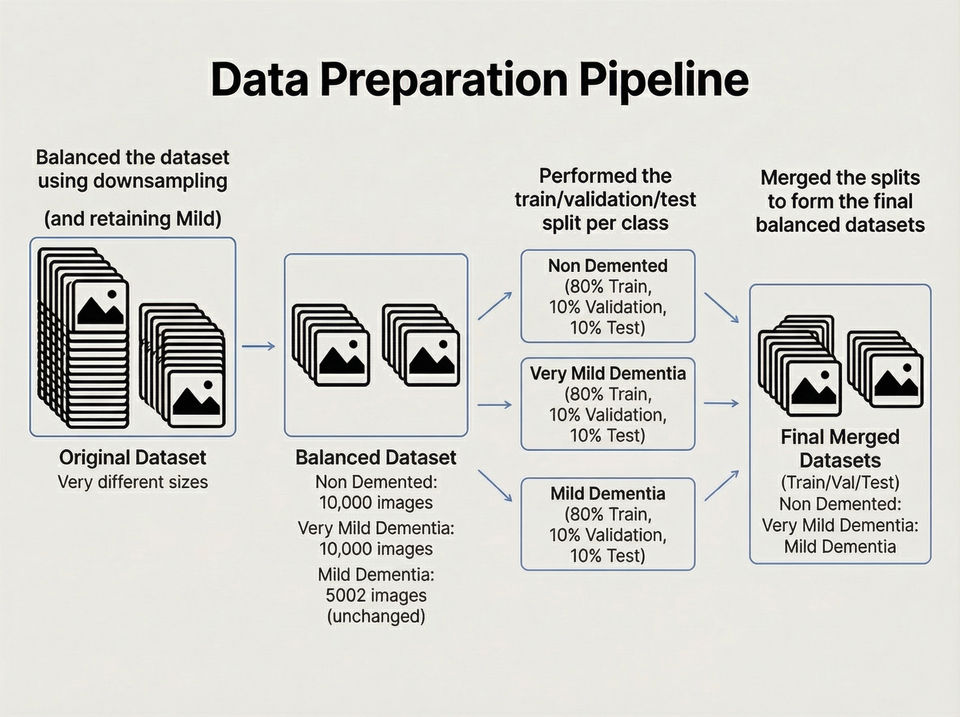 Data Preparation Pipeline
Balanced the dataset
using downsampling
(and retaining Mild)
Original Dataset
Very different sizes
Balanced Dataset
Non Demented:
10,000 images
Very Mild Dementia:
10,000 images
Mild Dementia:
5002 images
(unchanged)
Performed the
train/validation/test
split per class
Non Demented
(80% Train,
10% Validation,
10% Test)
Very Mild Dementia
(80% Train,
10% Validation,
10% Test)
Mild Dementia
(80% Train,
10% Validation,
10% Test)
Merged the splits
to form the final
balanced datasets
Final Merged
Datasets
(Train/Val/Test)
Non Demented:
Very Mild Dementia:
Mild Dementia